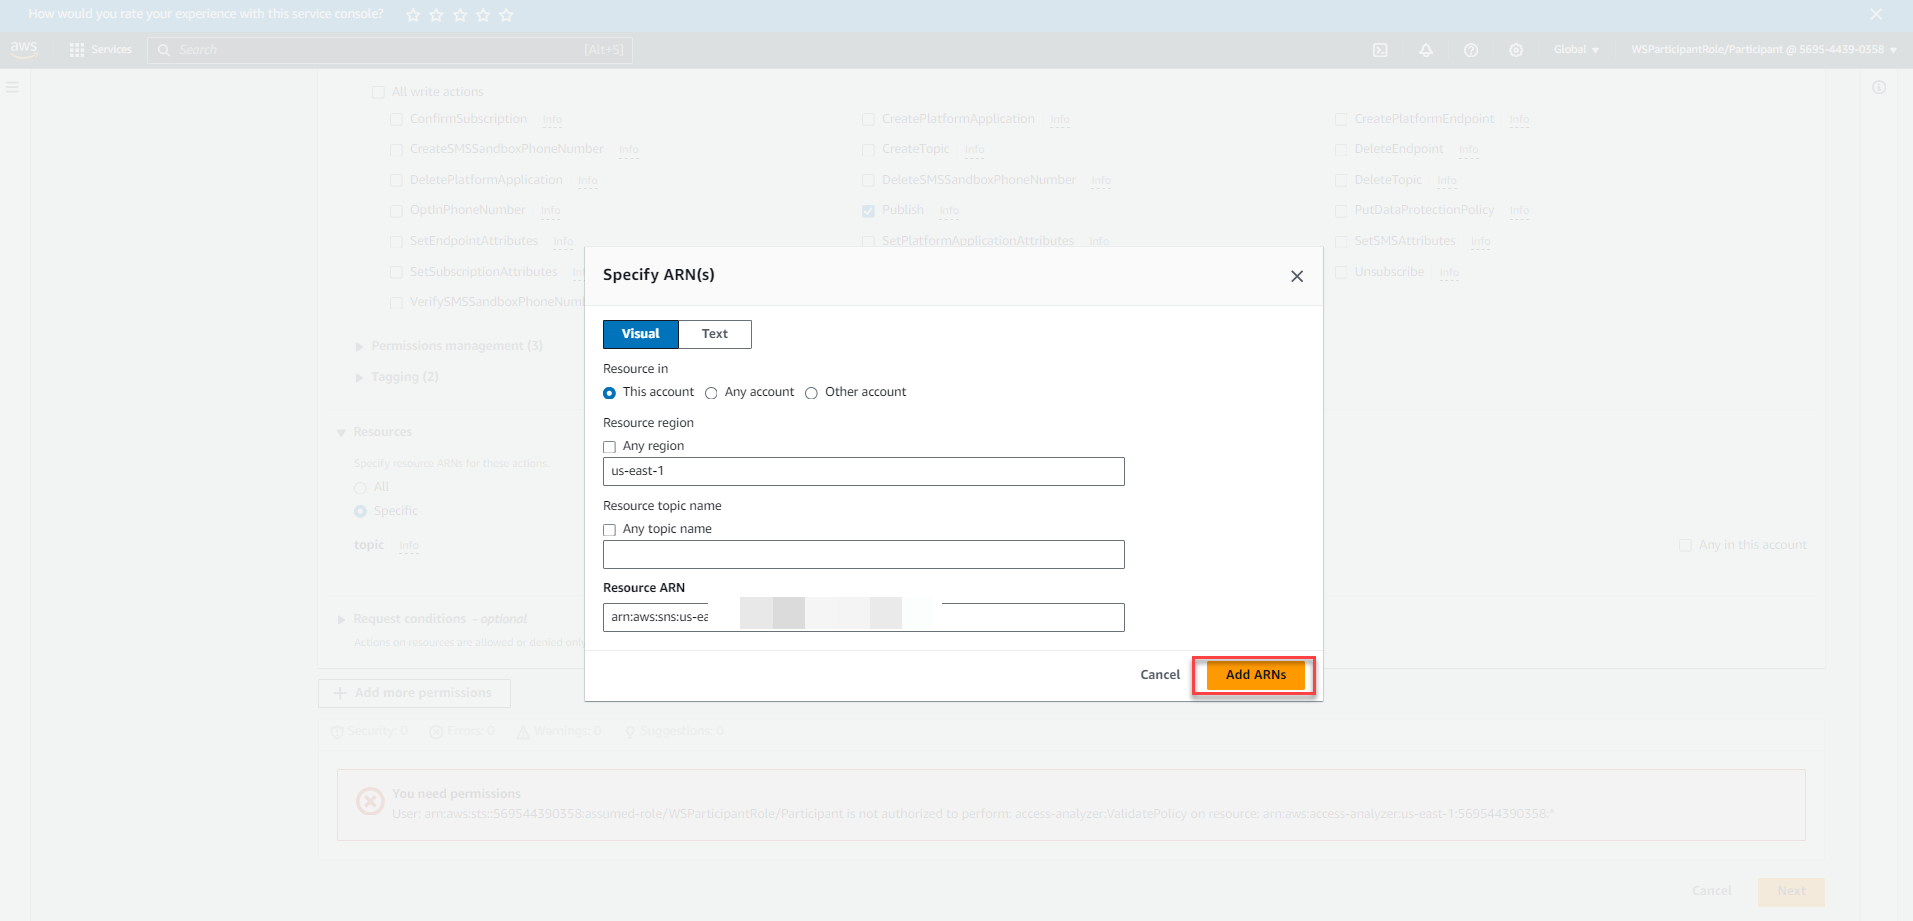 How would you rate your experience with this service console?
aws Services Search [Alt+S] Global WSParticipantRole/Participant @ 5695-4439-0358
All write actions
ConfirmSubscription Info CreatePlatformApplication Info CreatePlatformEndpoint Info
CreateSMSSandboxPhoneNumber Info CreateTopic Info DeleteEndpoint Info
DeletePlatformApplication Info DeleteSMSSandboxPhoneNumber Info DeleteTopic Info
OptInPhoneNumber Info Publish Info PutDataProtectionPolicy Info
SetEndpointAttributes Info SetPlatformApplicationAttributes Info SetSMSAttributes Info
SetSubscriptionAttributes Unsubscribe Info
VerifySMSSandboxPhoneNumb
Permissions management (3)
Tagging (2)
Resources
Specify resource ARNs for these actions.
All
Specific
topic Info Any in this account
Request conditions - optional
Actions on resources are allowed or denied only
Add more permissions
Specify ARN(s)
Visual Text
Resource in
This account Any account Other account
Resource region
Any region
us-east-1
Resource topic name
Any topic name
Resource ARN
arn:aws:sns:us-ea
Cancel Add ARNs
Security: 0 Errors: 0 Warnings: 0 Suggestions: 0
You need permissions
User: arn:aws:sts::569544390358:assumed-role/WSParticipantRole/Participant is not authorized to perform: access-analyzer:ValidatePolicy on resource: arn:aws:access-analyzer:us-east-1:569544390358:*
Cancel Next